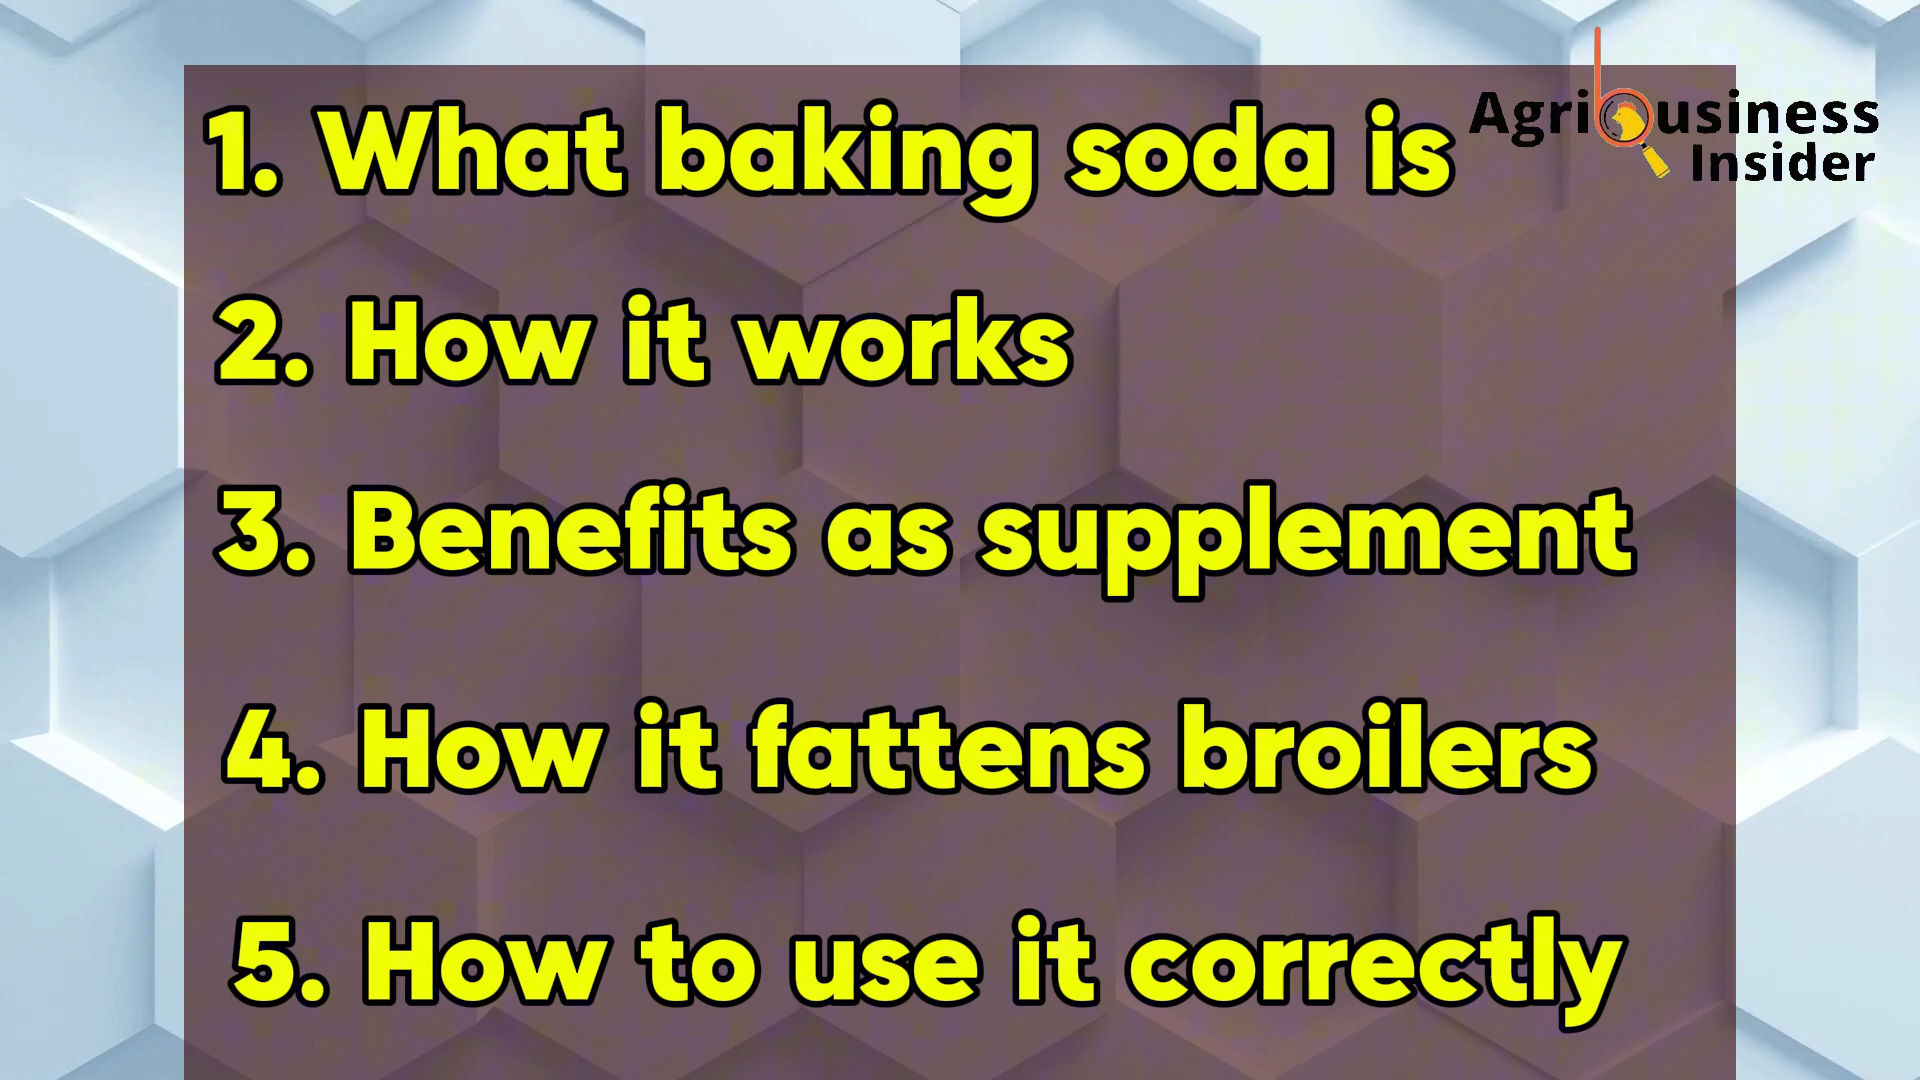 1. What baking soda is
Agribusiness
Insider
2. How it works
3. Benefits as supplement
4. How it fattens broilers
5. How to use it correctly